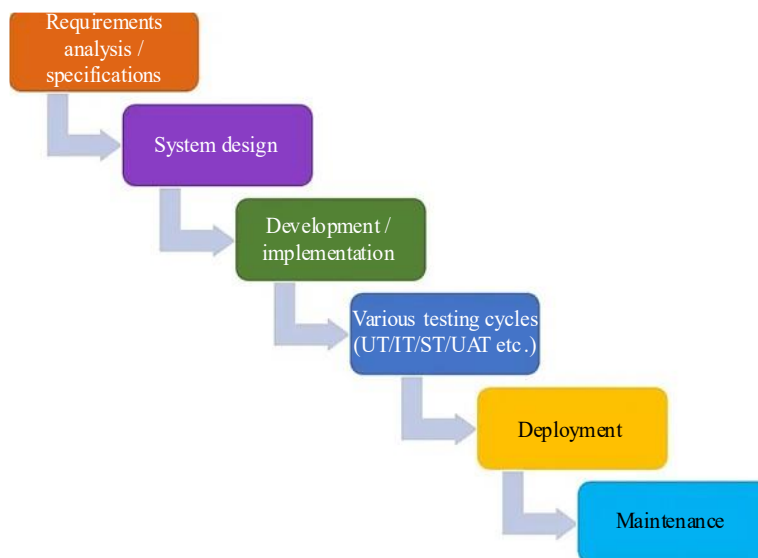 Requirements
analysis /
specifications
System design
Development /
implementation
Various testing cycles
(UT/IT/ST/UAT etc.)
Deployment
Maintenance